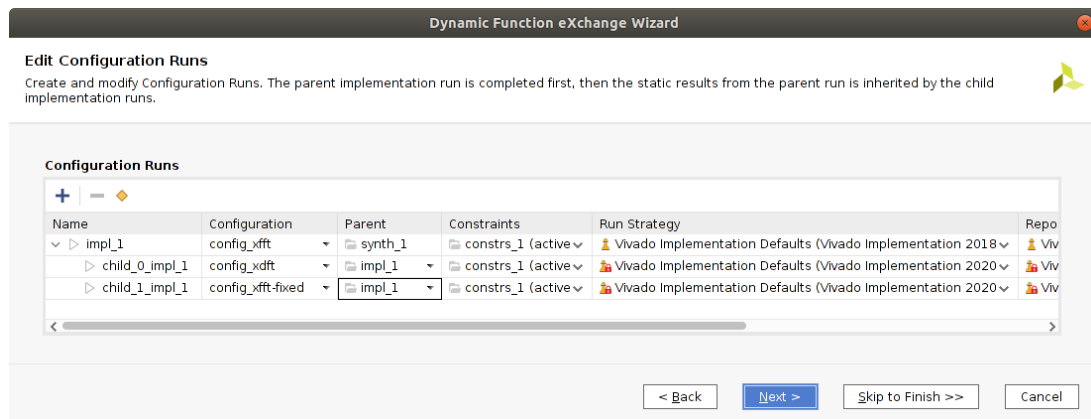 Dynamic Function eXchange Wizard
Edit Configuration Runs
Create and modify Configuration Runs. The parent implementation run is completed first, then the static results from the parent run is inherited by the child
implementation runs.
Configuration Runs
Name Configuration Parent Constraints Run Strategy Repo
impl_1 config_xfft synth_1 constrs_1 (active Vivado Implementation Defaults (Vivado Implementation 2018 Viv
child_0_impl_1 config_xdft impl_1 constrs_1 (active Vivado Implementation Defaults (Vivado Implementation 2020 Viv
child_1_impl_1 config_xfft-fixed impl_1 constrs_1 (active Vivado Implementation Defaults (Vivado Implementation 2020 Viv
< Back Next > Skip to Finish >> Cancel